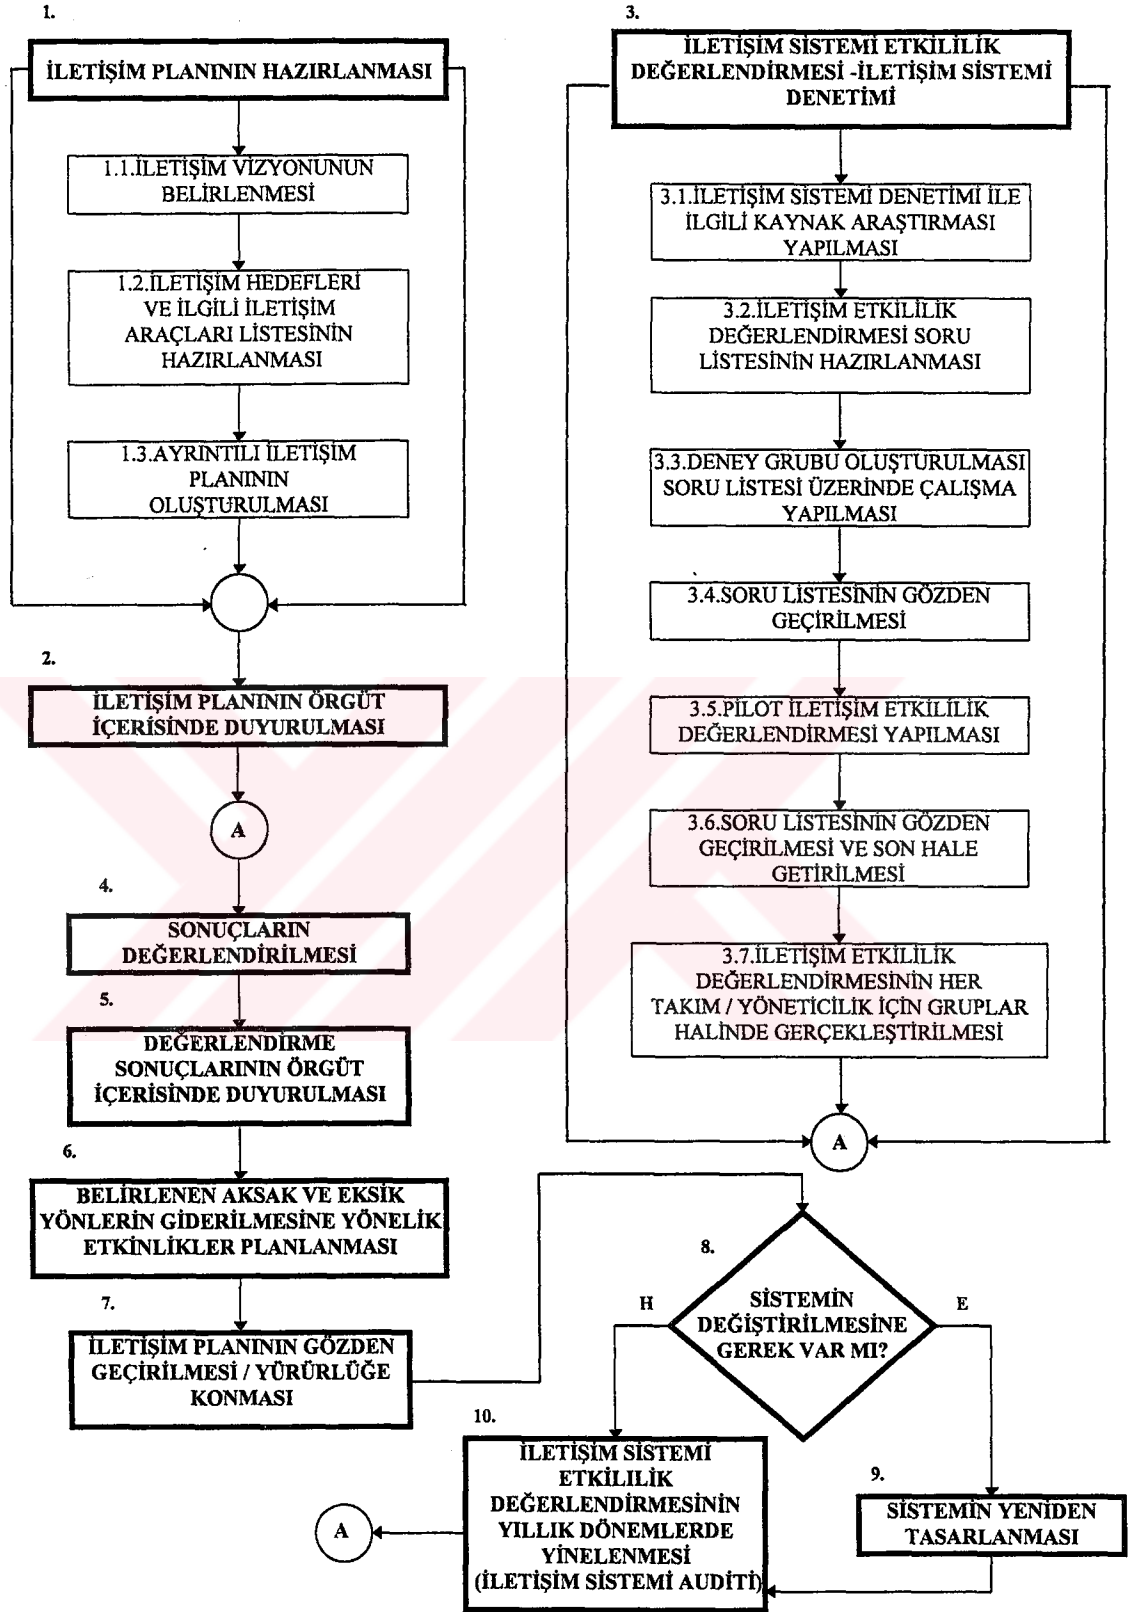 1.
İLETİŞİM PLANININ HAZIRLANMASI
1.1.İLETİŞİM VİZYONUNUN
BELİRLENMESİ
1.2.İLETİŞİM HEDEFLERİ
VE İLGİLİ İLETİŞİM
ARAÇLARI LİSTESİNİN
HAZIRLANMASI
1.3.AYRINTILI İLETİŞİM
PLANININ
OLUŞTURULMASI
2.
İLETİŞİM PLANININ ÖRGÜT
İÇERİSİNDE DUYURULMASI
A
3.
İLETİŞİM SİSTEMİ ETKİLİLİK
DEĞERLENDİRMESİ -İLETİŞİM SİSTEMİ
DENETİMİ
3.1.İLETİŞİM SİSTEMİ DENETİMİ İLE
İLGİLİ KAYNAK ARAŞTIRMASI
YAPILMASI
3.2.İLETİŞİM ETKİLİLİK
DEĞERLENDİRMESİ SORU
LİSTESİNİN HAZIRLANMASI
3.3.DENEY GRUBU OLUŞTURULMASI
SORU LİSTESİ ÜZERİNDE ÇALIŞMA
YAPILMASI
3.4.SORU LİSTESİNİN GÖZDEN
GEÇİRİLMESİ
3.5.PİLOT İLETİŞİM ETKİLİLİK
DEĞERLENDİRMESİ YAPILMASI
3.6.SORU LİSTESİNİN GÖZDEN
GEÇİRİLMESİ VE SON HALE
GETİRİLMESİ
3.7.İLETİŞİM ETKİLİLİK
DEĞERLENDİRMESİNİN HER
TAKIM / YÖNETİCİLİK İÇİN GRUPLAR
HALİNDE GERÇEKLEŞTİRİLMESİ
A
4.
SONUÇLARIN
DEĞERLENDİRİLMESİ
5.
DEĞERLENDİRME
SONUÇLARININ ÖRGÜT
İÇERİSİNDE DUYURULMASI
6.
BELİRLENEN AKSAK VE EKSİK
YÖNLERİN GİDERİLMESİNE YÖNELİK
ETKİNLİKLER PLANLANMASI
7.
İLETİŞİM PLANININ GÖZDEN
GEÇİRİLMESİ / YÜRÜRLÜĞE
KONMASI
8.
H
E
SİSTEMİN
DEĞİŞTİRİLMESİNE
GEREK VAR MI?
9.
SİSTEMİN YENİDEN
TASARLANMASI
10.
İLETİŞİM SİSTEMİ
ETKİLILİK
DEĞERLENDİRMESİNİN
YILLIK DÖNEMLERDE
YİNELENMESİ
(İLETİŞİM SİSTEMİ AUDİTİ)
A